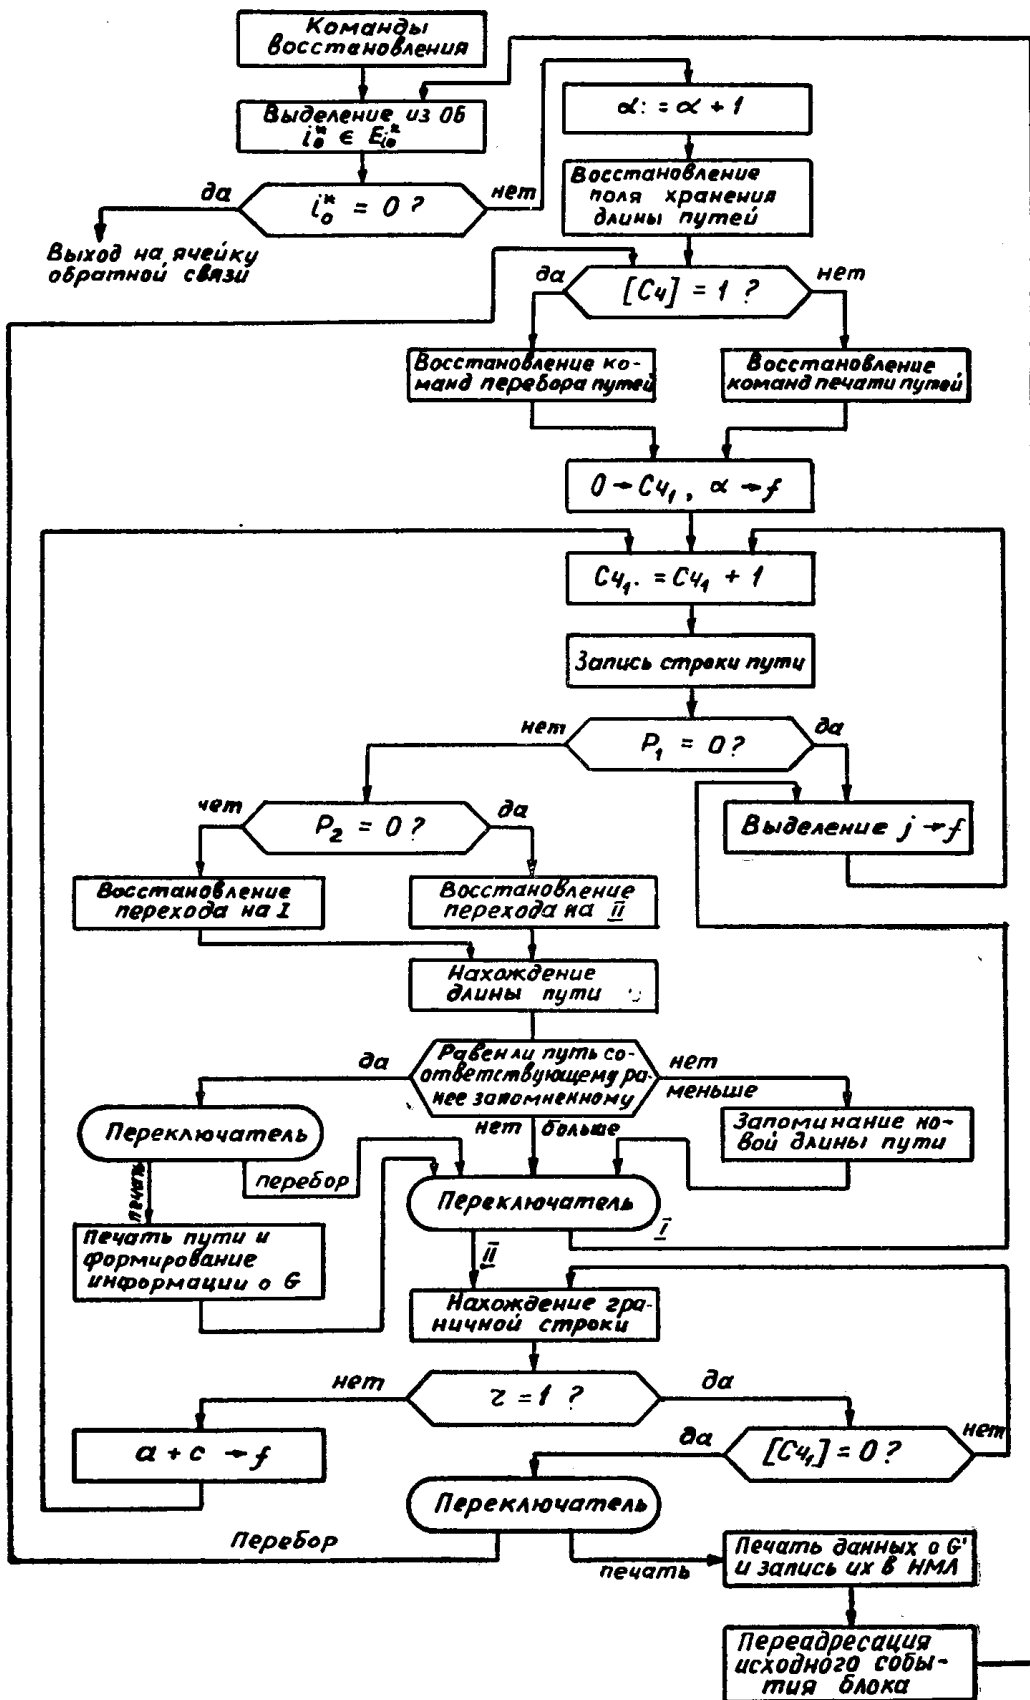 Команды
восстановления
Выделение из ОБ
i₀ˣ ∈ E
α: = α + 1
Восстановление
поля хранения
длины путей
да
i₀ˣ = 0 ?
нет
Выход на ячейку
обратной связи
да
[Сч] = 1 ?
нет
Восстановление ко-
манд перебора путей
Восстановление
команд печати путей
0 → Сч₁, α → f
Сч₁. = Сч₁ + 1
Запись строки пути
нет
P₁ = 0 ?
да
нет
P₂ = 0 ?
да
Выделение j → f
Восстановление
перехода на I
Восстановление
перехода на II
Нахождение
длины пути
да
Равен ли путь со-
ответствующему ра-
нее запомненному
нет
меньше
нет больше
Переключатель
Запоминание но-
вой длины пути
печать
перебор
Переключатель
I
II
Печать пути и
формирование
информации о G
Нахождение гра-
ничной строки
нет
τ = 1 ?
да
a + c → f
да
[Сч₁] = 0 ?
нет
Переключатель
Перебор
печать
Печать данных о G'
и запись их в НМЛ
Переадресация
исходного собы-
тия блока